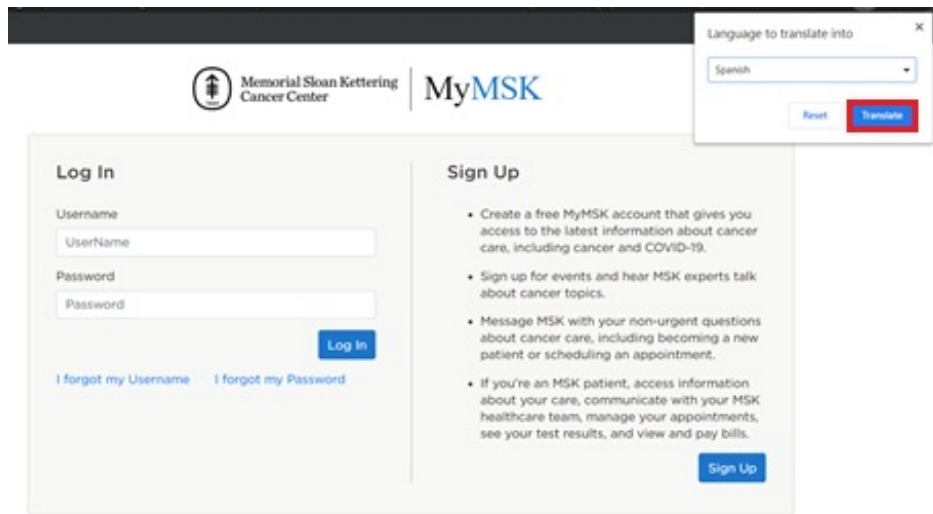 Language to translate into
×
Spanish
Reset
Translate
Memorial Sloan Kettering
Cancer Center
MyMSK
Log In
Username
UserName
Password
Password
Log In
I forgot my Username
I forgot my Password
Sign Up
• Create a free MyMSK account that gives you
access to the latest information about cancer
care, including cancer and COVID-19.
• Sign up for events and hear MSK experts talk
about cancer topics.
• Message MSK with your non-urgent questions
about cancer care, including becoming a new
patient or scheduling an appointment.
• If you're an MSK patient, access information
about your care, communicate with your MSK
healthcare team, manage your appointments,
see your test results, and view and pay bills.
Sign Up